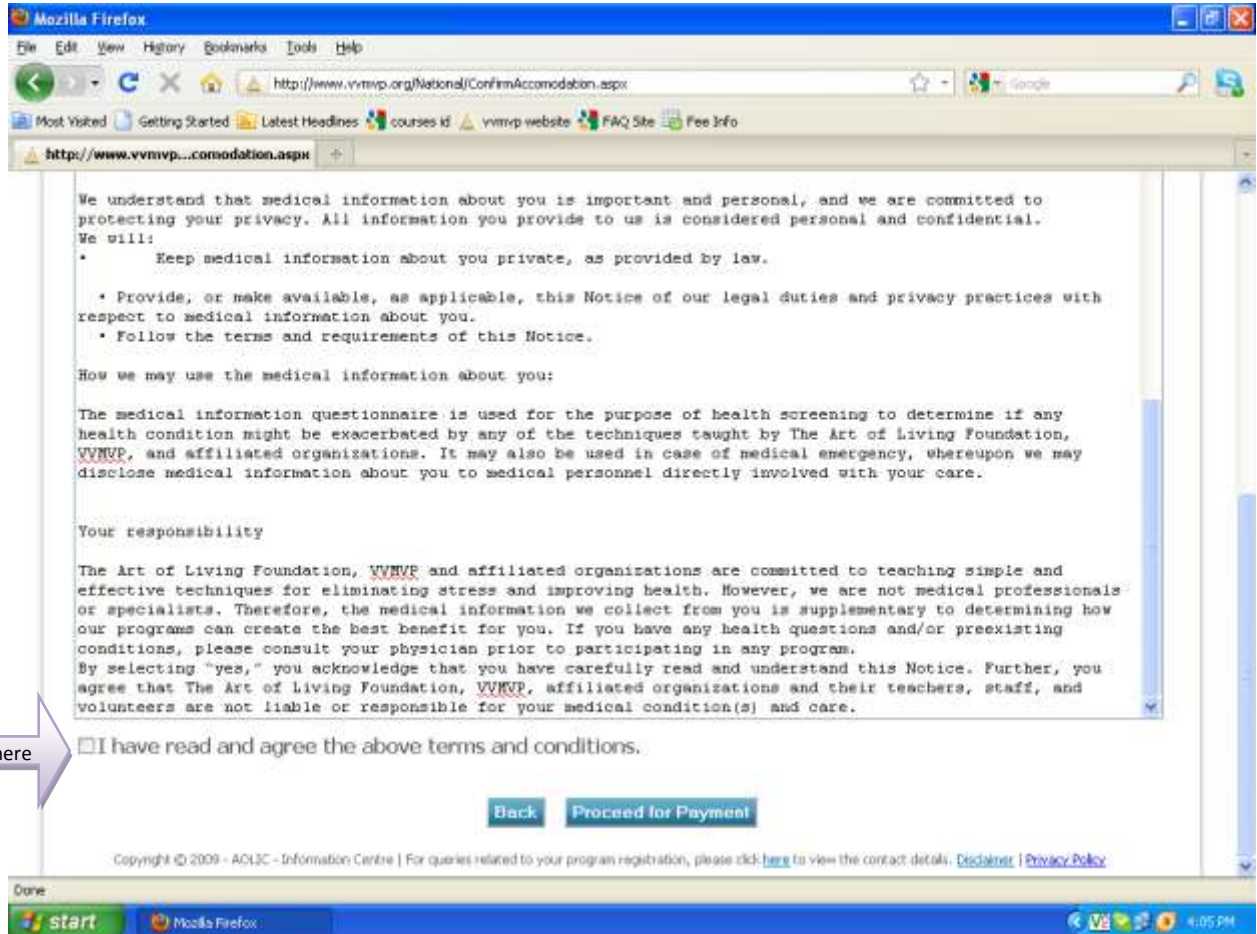 Mozilla Firefox
File Edit View History Bookmarks Tools Help
http://www.vvmvp.org/National/ConfirmAccomodation.aspx
Google
Most Visited Getting Started Latest Headlines courses id vvmvp website FAQ Site Fee Info
http://www.vvmvp...comodation.aspx
We understand that medical information about you is important and personal, and we are committed to
protecting your privacy. All information you provide to us is considered personal and confidential.
We will:
• Keep medical information about you private, as provided by law.
• Provide, or make available, as applicable, this Notice of our legal duties and privacy practices with
respect to medical information about you.
• Follow the terms and requirements of this Notice.
How we may use the medical information about you:
The medical information questionnaire is used for the purpose of health screening to determine if any
health condition might be exacerbated by any of the techniques taught by The Art of Living Foundation,
VVMVP, and affiliated organizations. It may also be used in case of medical emergency, whereupon we may
disclose medical information about you to medical personnel directly involved with your care.
Your responsibility
The Art of Living Foundation, VVMVP and affiliated organizations are committed to teaching simple and
effective techniques for eliminating stress and improving health. However, we are not medical professionals
or specialists. Therefore, the medical information we collect from you is supplementary to determining how
our programs can create the best benefit for you. If you have any health questions and/or preexisting
conditions, please consult your physician prior to participating in any program.
By selecting "yes," you acknowledge that you have carefully read and understand this Notice. Further, you
agree that The Art of Living Foundation, VVMVP, affiliated organizations and their teachers, staff, and
volunteers are not liable or responsible for your medical condition(s) and care.
here
I have read and agree the above terms and conditions.
Back Proceed for Payment
Copyright © 2009 - AOLIC - Information Centre | For queries related to your program registration, please click here to view the contact details. Disclaimer | Privacy Policy
Done
start Mozilla Firefox 4:05 PM